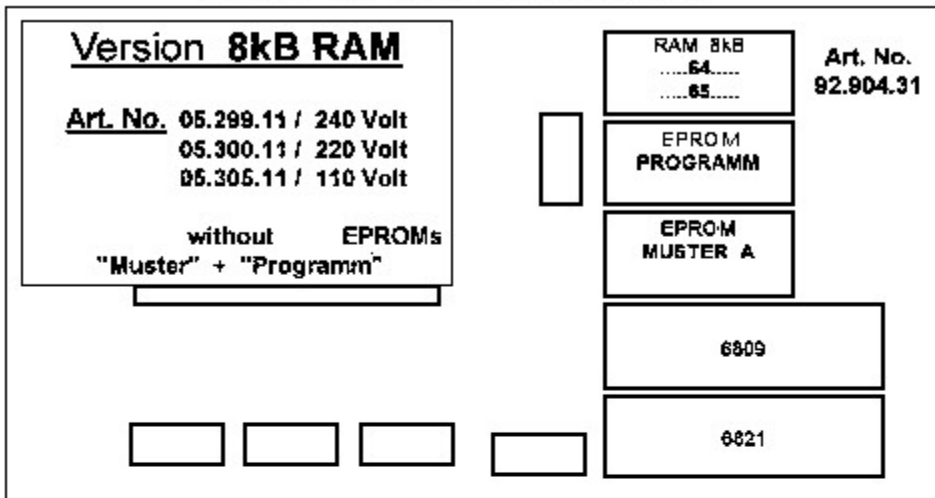 Version 8kB RAM
Art. No. 05.299.11 / 240 Volt
05.300.11 / 220 Volt
05.305.11 / 110 Volt
without EPROMs
"Muster" + "Programm"
RAM 8kB
.....64.....
.....65.....
Art. No.
92.904.31
EPROM
PROGRAMM
EPROM
MUSTER A
6809
6821